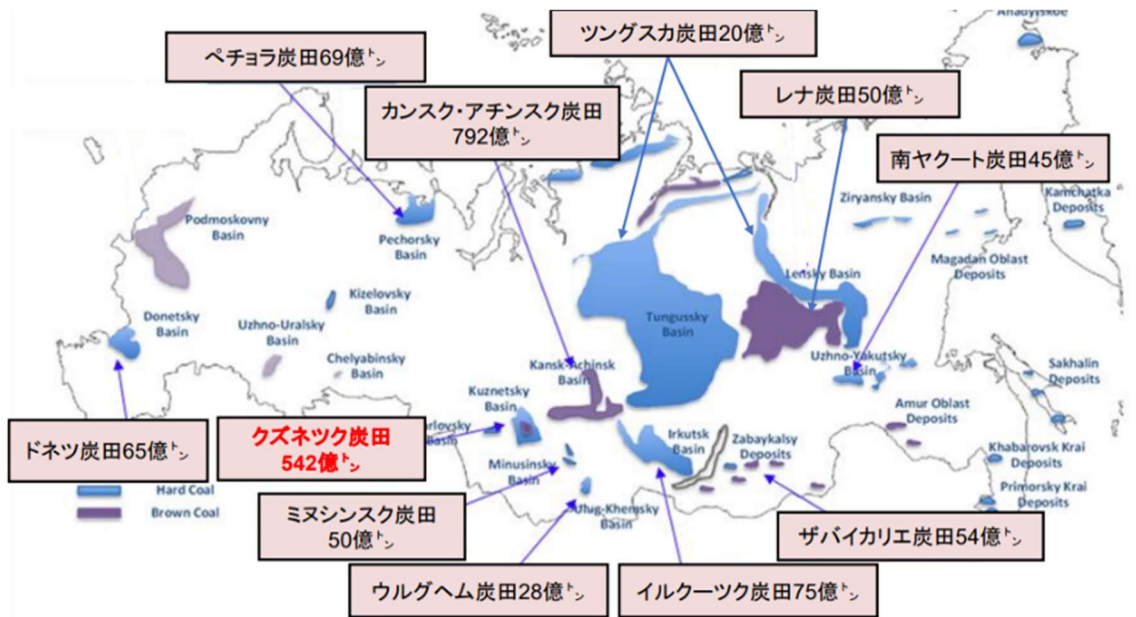 Anadyrskoe
ツングスカ炭田20億㌧
ペチョラ炭田69億㌧
レナ炭田50億㌧
カンスク・アチンスク炭田
792億㌧
南ヤクート炭田45億㌧
Ziryansky Basin
Kamchatka
Deposits
Podmoskovny
Basin
Pechorsky
Basin
Magadan Oblast
Deposits
Lensky Basin
Kizelovsky
Basin
Donetsky
Basin
Uzhno-Uralsky
Basin
Tungussky
Basin
Chelyabinsky
Basin
Kansk-Achinsk
Basin
Uzhno-Yakutsky
Basin
Sakhalin
Deposits
Kuznetsky
Basin
Amur Oblast
Deposits
ドネツ炭田65億㌧
クズネツク炭田
542億㌧
Basin
Irkutsk
Basin
Zabaykalsy
Deposits
Khabarovsk Krai
Deposits
Minusinsky
Basin
Hard Coal
Brown Coal
Primorsky Krai
Deposits
Ulug-Khemsky
Basin
ミヌシンスク炭田
50億㌧
ザバイカリエ炭田54億㌧
ウルグヘム炭田28億㌧
イルクーツク炭田75億㌧